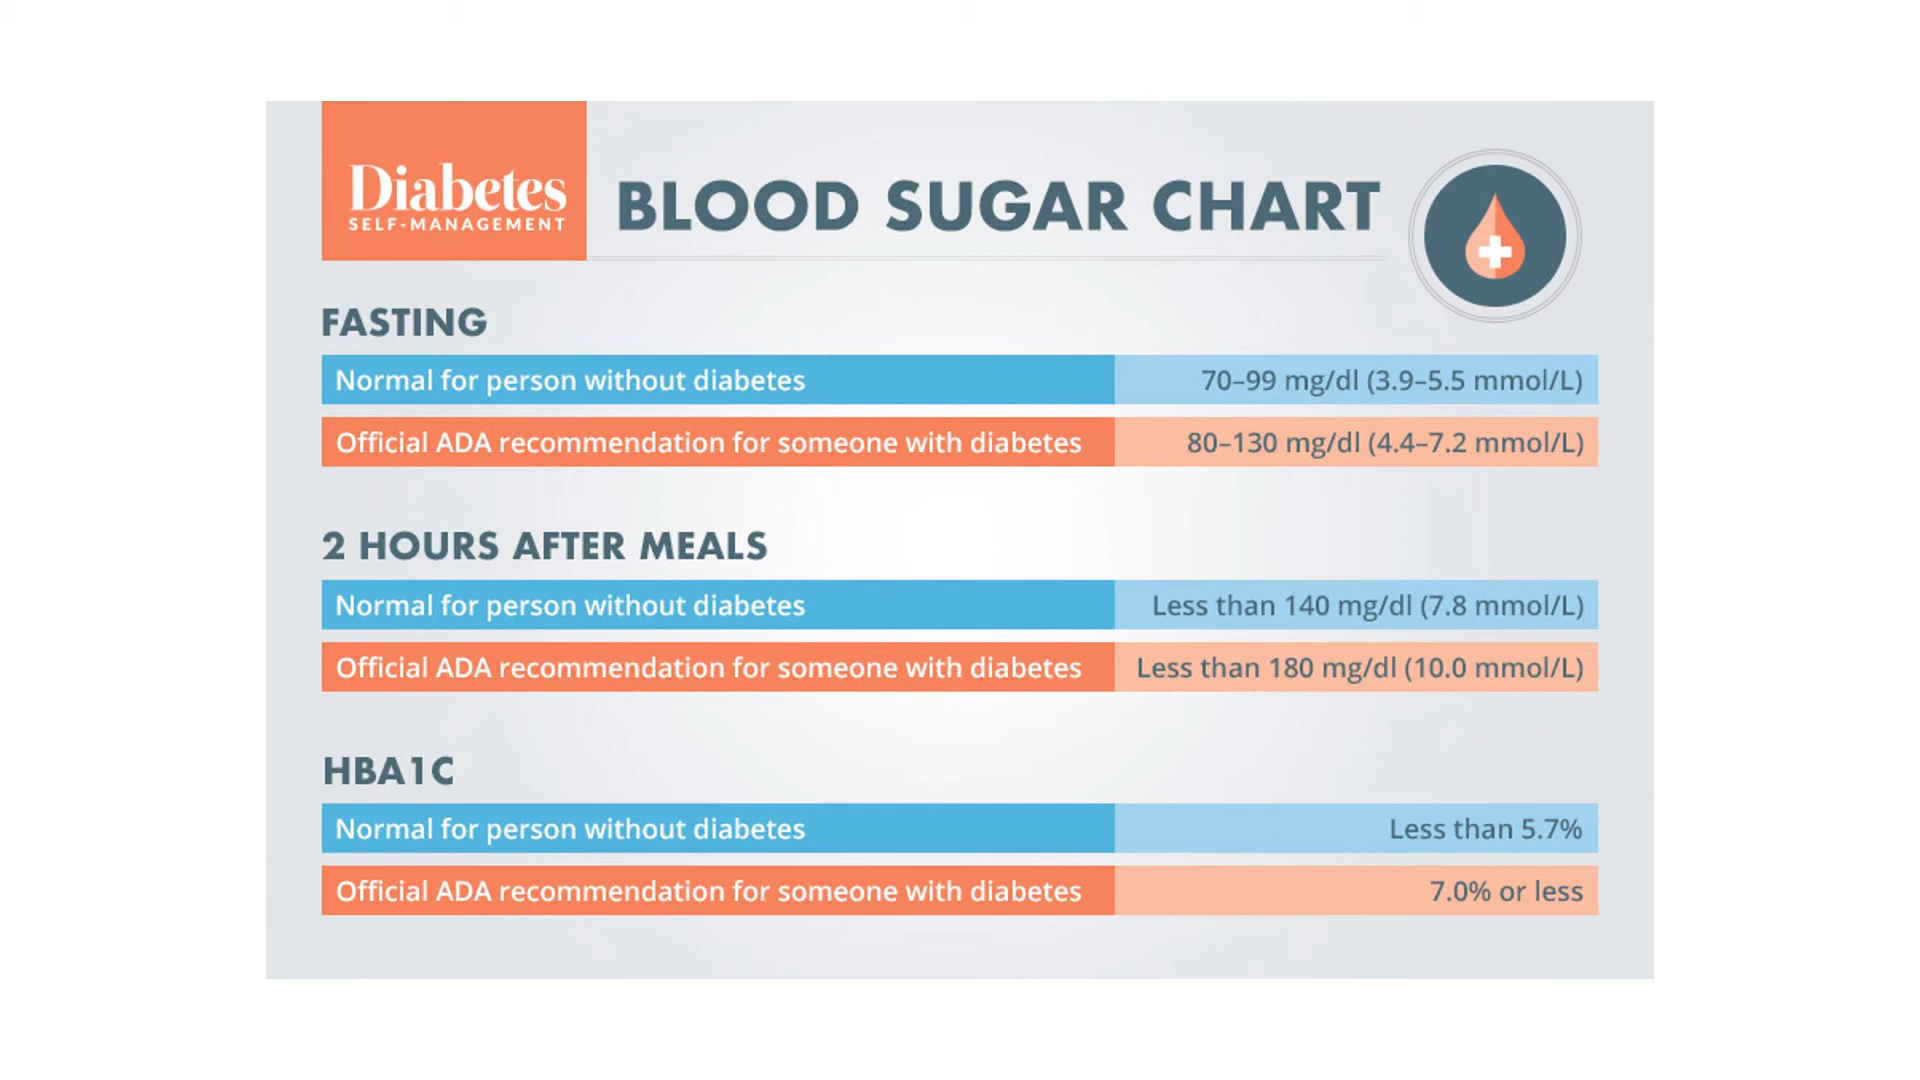 Diabetes
SELF-MANAGEMENT
BLOOD SUGAR CHART
FASTING
Normal for person without diabetes 70–99 mg/dl (3.9–5.5 mmol/L)
Official ADA recommendation for someone with diabetes 80–130 mg/dl (4.4–7.2 mmol/L)
2 HOURS AFTER MEALS
Normal for person without diabetes Less than 140 mg/dl (7.8 mmol/L)
Official ADA recommendation for someone with diabetes Less than 180 mg/dl (10.0 mmol/L)
HBA1C
Normal for person without diabetes Less than 5.7%
Official ADA recommendation for someone with diabetes 7.0% or less